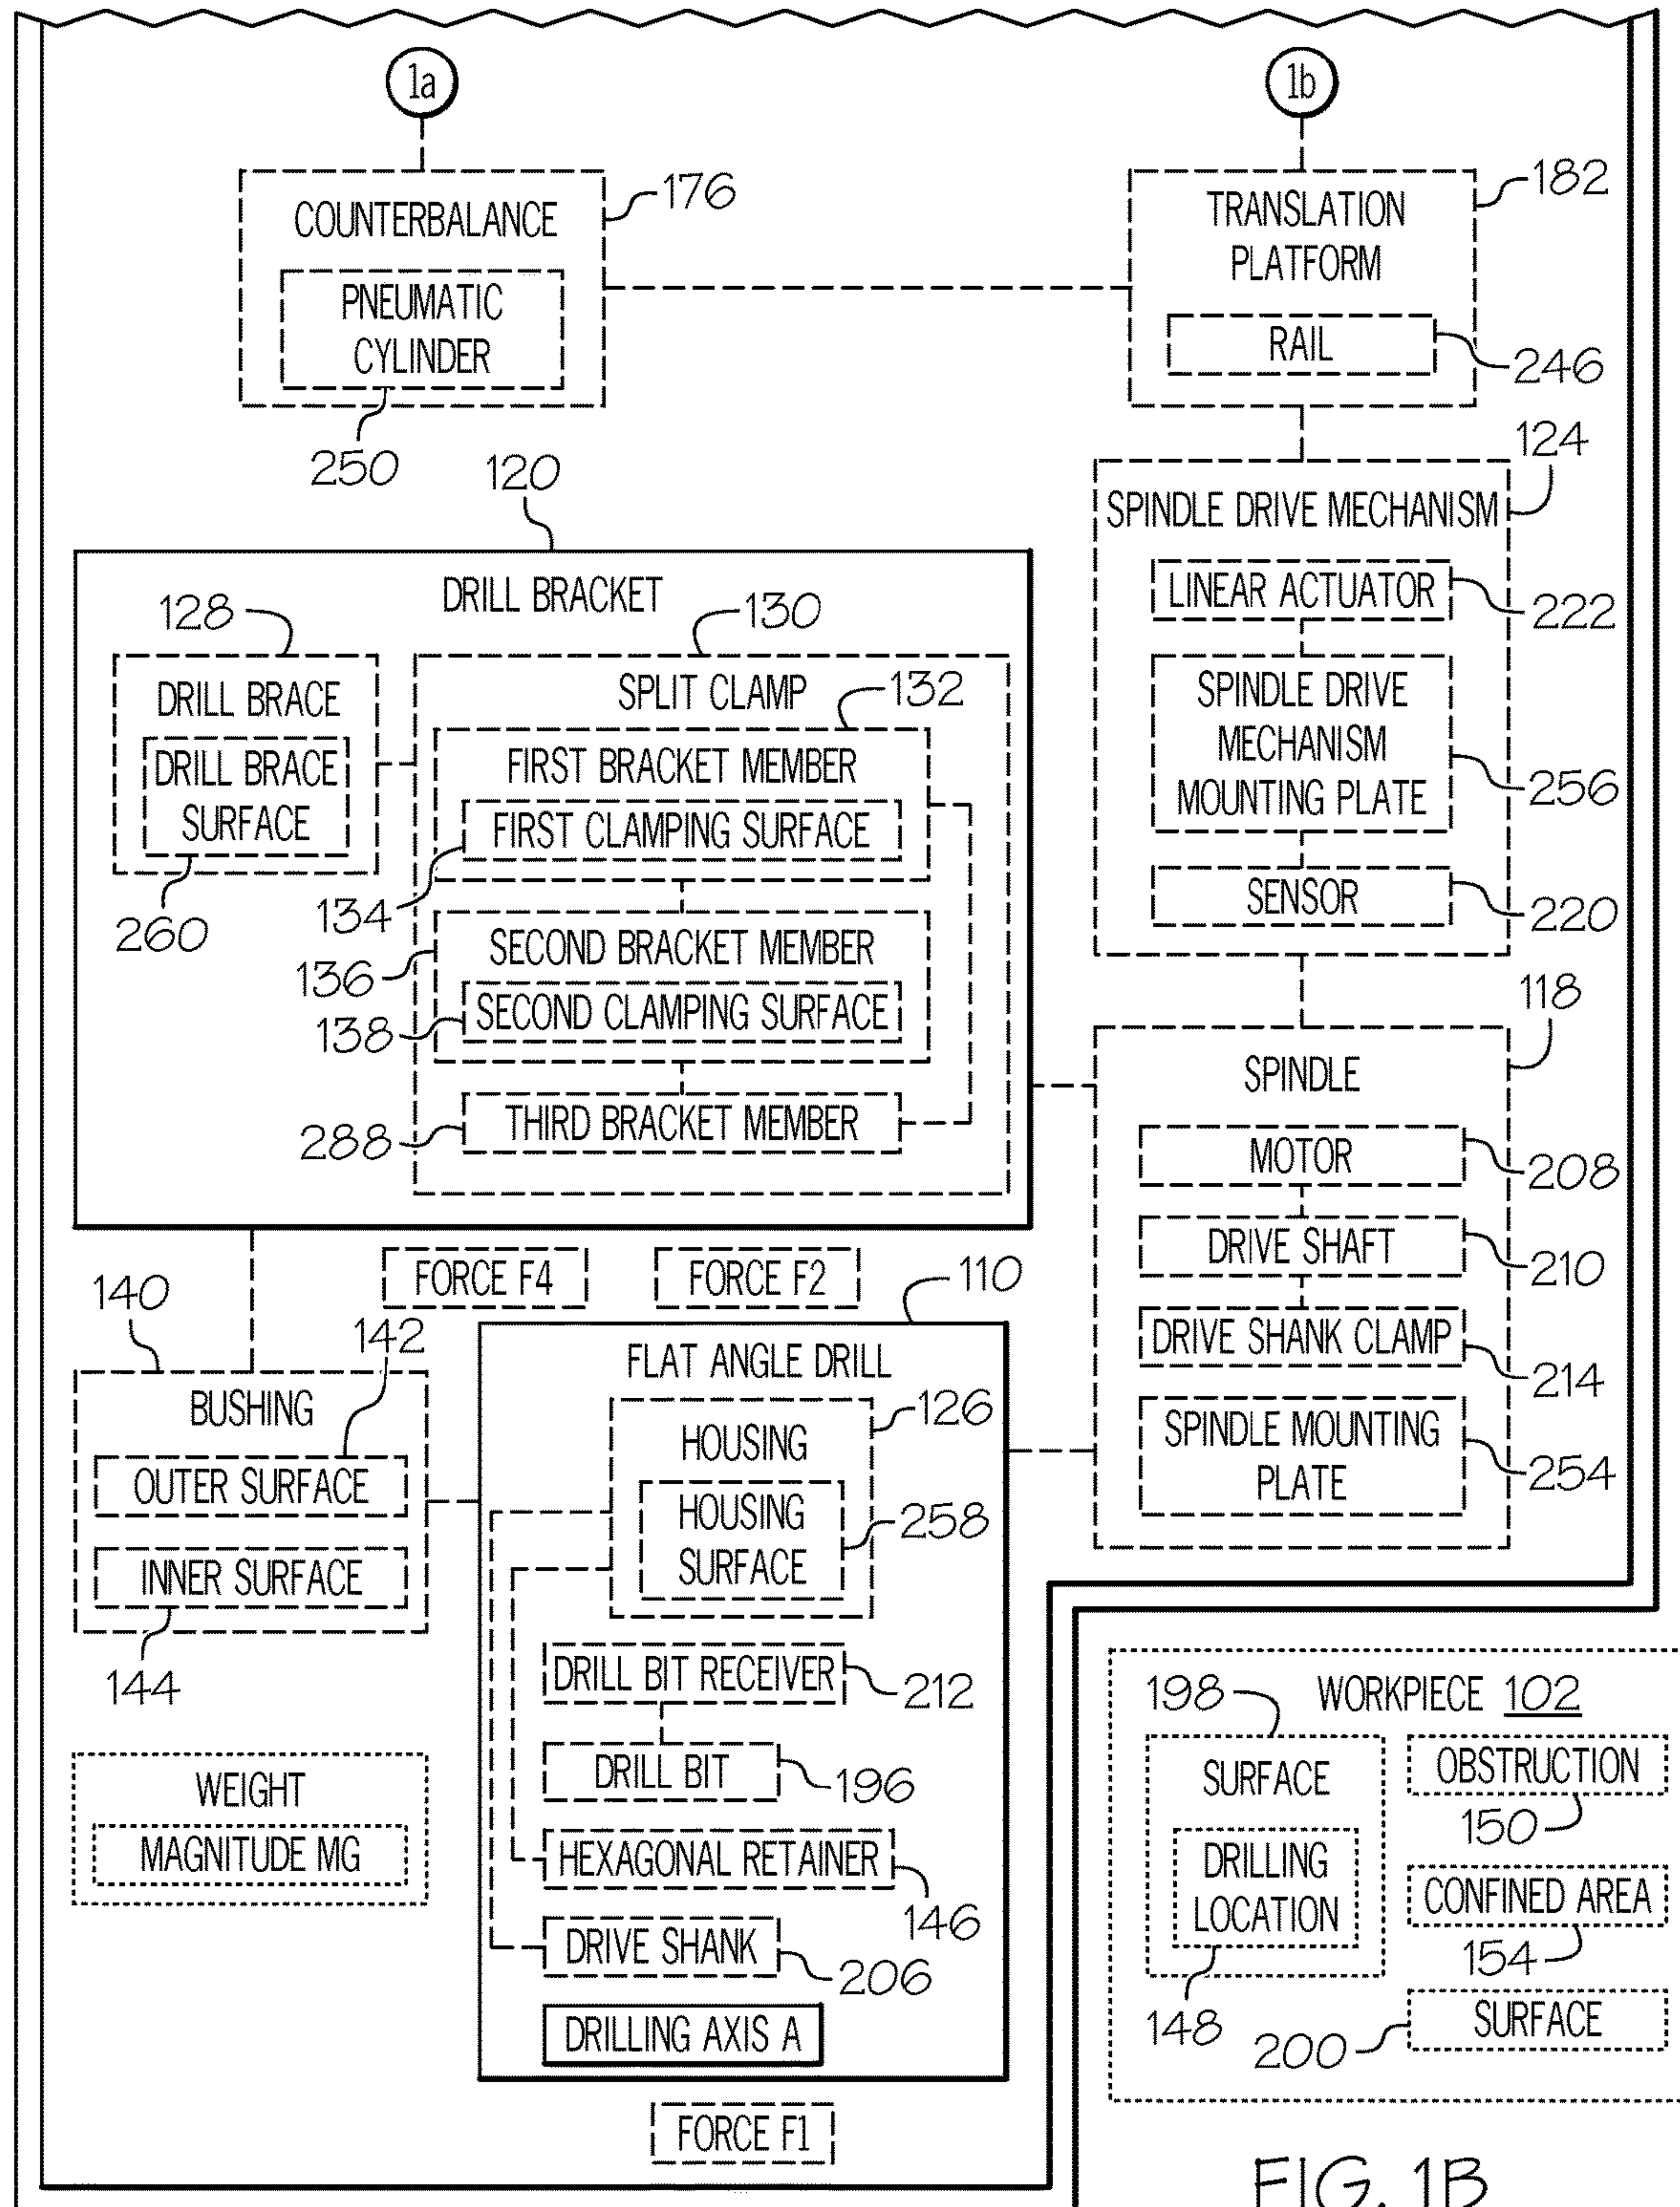 1a
1b
COUNTERBALANCE
176
PNEUMATIC
CYLINDER
250
TRANSLATION
PLATFORM
182
RAIL
246
120
DRILL BRACKET
128
DRILL BRACE
DRILL BRACE
SURFACE
260
130
SPLIT CLAMP
132
FIRST BRACKET MEMBER
FIRST CLAMPING SURFACE
134
SECOND BRACKET MEMBER
136
SECOND CLAMPING SURFACE
138
THIRD BRACKET MEMBER
288
124
SPINDLE DRIVE MECHANISM
LINEAR ACTUATOR
222
SPINDLE DRIVE
MECHANISM
MOUNTING PLATE
256
SENSOR
220
118
SPINDLE
MOTOR
208
DRIVE SHAFT
210
DRIVE SHANK CLAMP
214
SPINDLE MOUNTING
PLATE
254
FORCE F4
FORCE F2
110
140
142
BUSHING
OUTER SURFACE
INNER SURFACE
144
FLAT ANGLE DRILL
126
HOUSING
HOUSING
SURFACE
258
DRILL BIT RECEIVER
212
DRILL BIT
196
HEXAGONAL RETAINER
146
DRIVE SHANK
206
DRILLING AXIS A
WEIGHT
MAGNITUDE MG
FORCE F1
WORKPIECE 102
198
SURFACE
DRILLING
LOCATION
148
OBSTRUCTION
150
CONFINED AREA
154
SURFACE
200
FIG. 1B